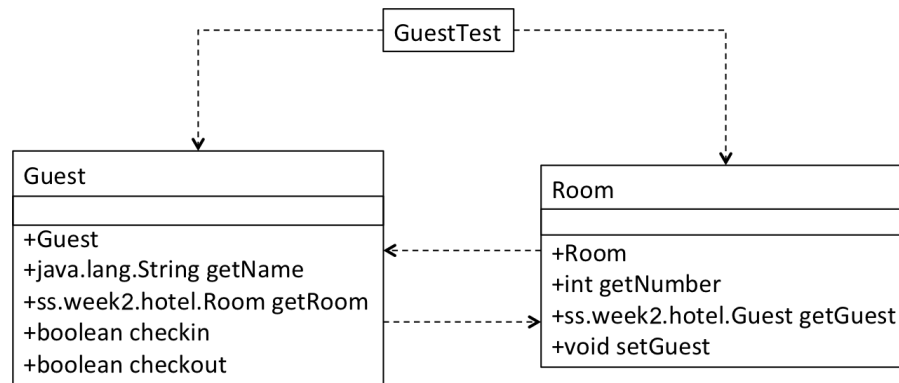 GuestTest
Guest
+Guest
+java.lang.String getName
+ss.week2.hotel.Room getRoom
+boolean checkin
+boolean checkout
Room
+Room
+int getNumber
+ss.week2.hotel.Guest getGuest
+void setGuest